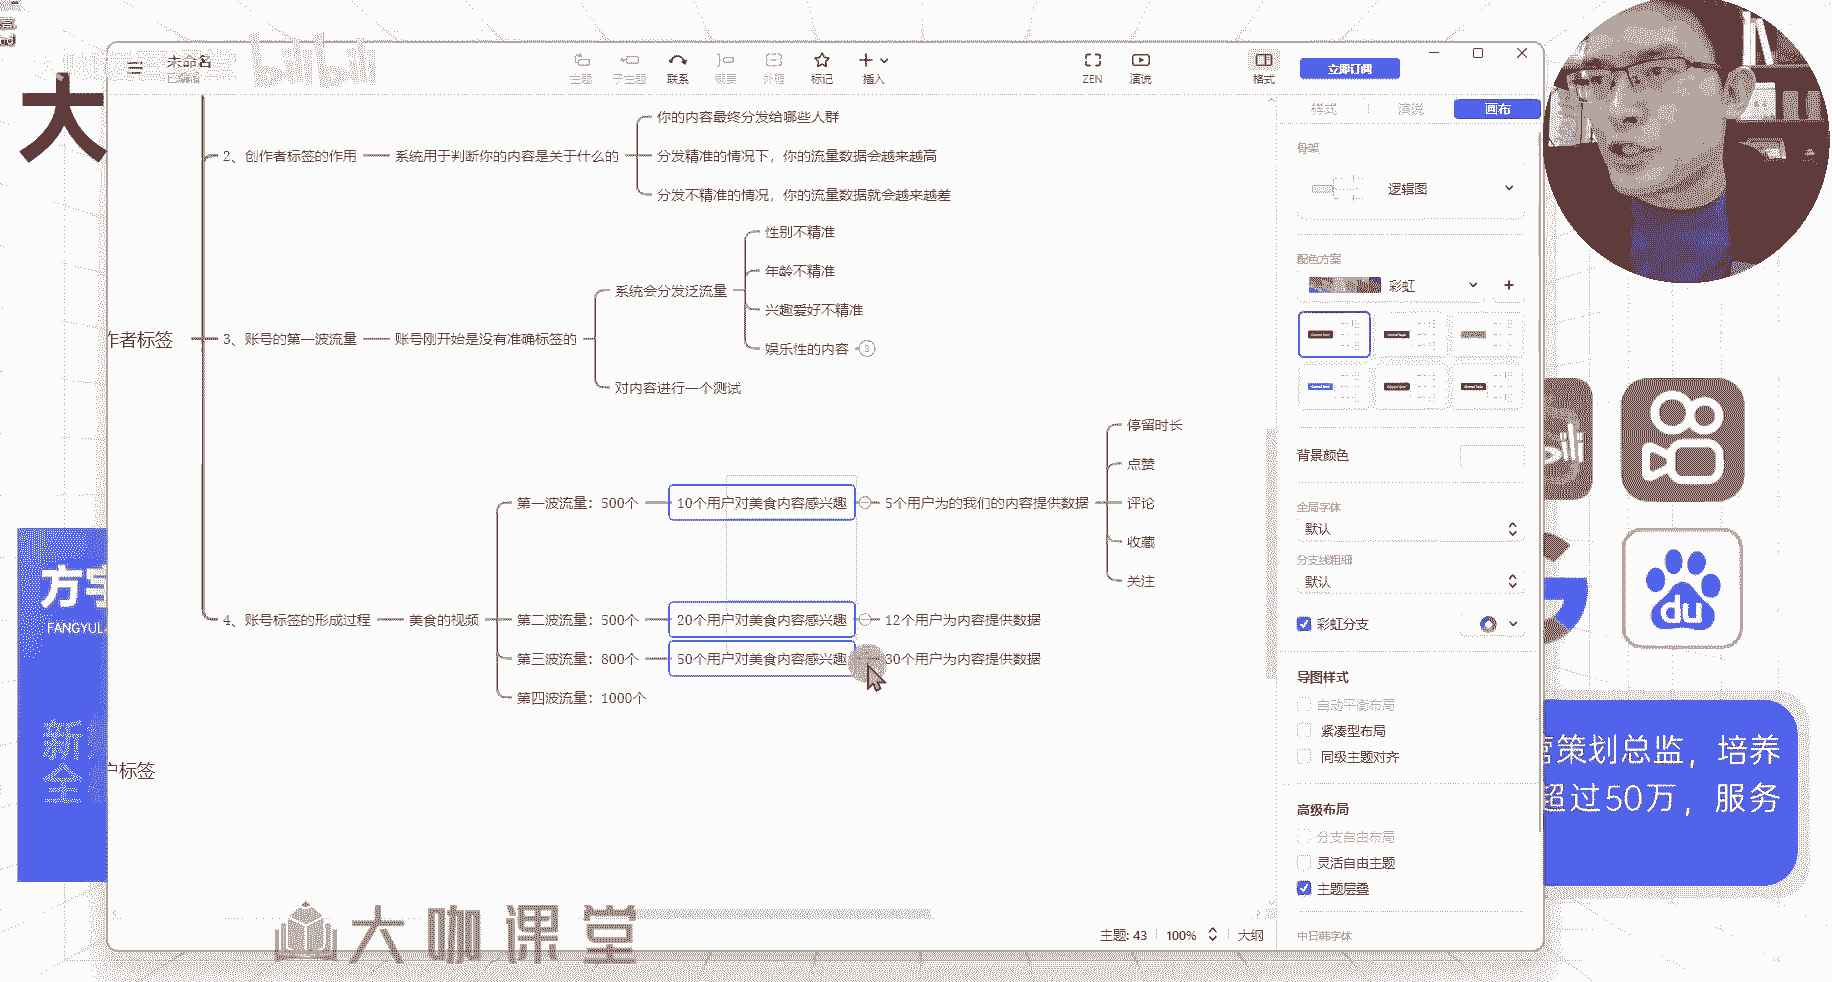 大
bilibili
未命名
已编辑
主题
子主题
联系
概要
外框
标记
插入
ZEN
演说
格式
立即订阅
样式
演说
画布
你的内容最终分发给哪些人群
2、创作者标签的作用
系统用于判断你的内容是关于什么的
分发精准的情况下，你的流量数据会越来越高
分发不精准的情况，你的流量数据就会越来越差
作者标签
3、账号的第一波流量
账号刚开始是没有准确标签的
系统会分发泛流量
性别不精准
年龄不精准
兴趣爱好不精准
娱乐性的内容
3
对内容进行一个测试
4、账号标签的形成过程
美食的视频
第一波流量：500个
10个用户对美食内容感兴趣
5个用户为的我们的内容提供数据
停留时长
点赞
评论
收藏
关注
第二波流量：500个
20个用户对美食内容感兴趣
12个用户为内容提供数据
第三波流量：800个
50个用户对美食内容感兴趣
30个用户为内容提供数据
第四波流量：1000个
户标签
骨架
逻辑图
配色方案
彩虹
背景颜色
全局字体
默认
分支线粗细
默认
彩虹分支
导图样式
自动平衡布局
紧凑型布局
同级主题对齐
高级布局
分支自由布局
灵活自由主题
主题层叠
中日韩字体
主题: 43
100%
大纲
大咖课堂
FANGYUL
新
全
du
营策划总监，培养
超过50万，服务